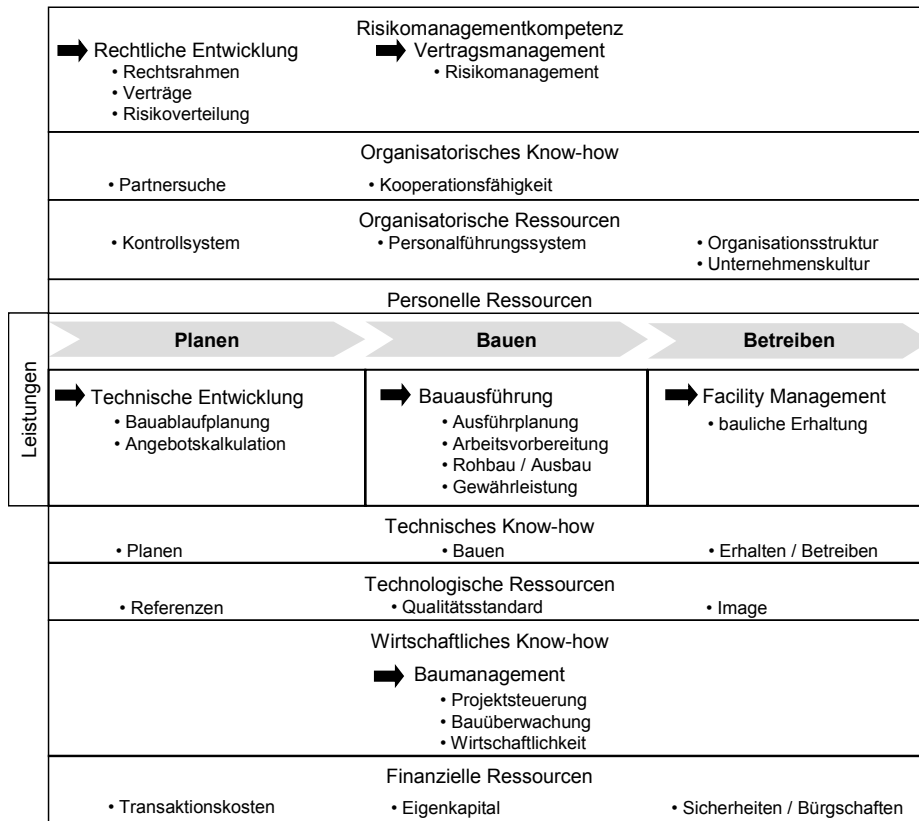 Risikomanagementkompetenz
Rechtliche Entwicklung
• Rechtsrahmen
• Verträge
• Risikoverteilung
Vertragsmanagement
• Risikomanagement
Organisatorisches Know-how
• Partnersuche
• Kooperationsfähigkeit
Organisatorische Ressourcen
• Kontrollsystem
• Personalführungssystem
• Organisationsstruktur
• Unternehmenskultur
Personelle Ressourcen
Leistungen
Planen
Bauen
Betreiben
Technische Entwicklung
• Bauablaufplanung
• Angebotskalkulation
Bauausführung
• Ausführplanung
• Arbeitsvorbereitung
• Rohbau / Ausbau
• Gewährleistung
Facility Management
• bauliche Erhaltung
Technisches Know-how
• Planen
• Bauen
• Erhalten / Betreiben
Technologische Ressourcen
• Referenzen
• Qualitätsstandard
• Image
Wirtschaftliches Know-how
Baumanagement
• Projektsteuerung
• Bauüberwachung
• Wirtschaftlichkeit
Finanzielle Ressourcen
• Transaktionskosten
• Eigenkapital
• Sicherheiten / Bürgschaften